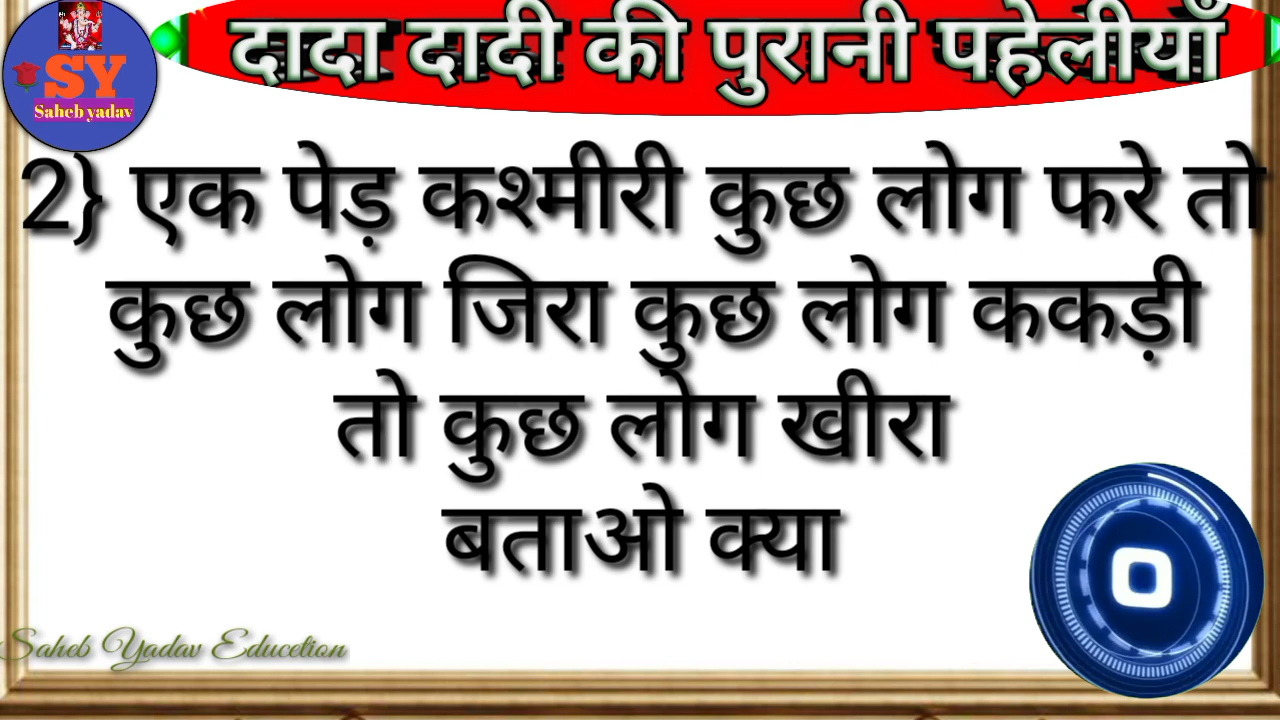 दादा दादी की पुरानी पहेलीयाँ
SY
Saheb yadav
2} एक पेड़ कश्मीरी कुछ लोग फरे तो
कुछ लोग जिरा कुछ लोग ककड़ी
तो कुछ लोग खीरा
बताओ क्या
Saheb Yadav Educetion